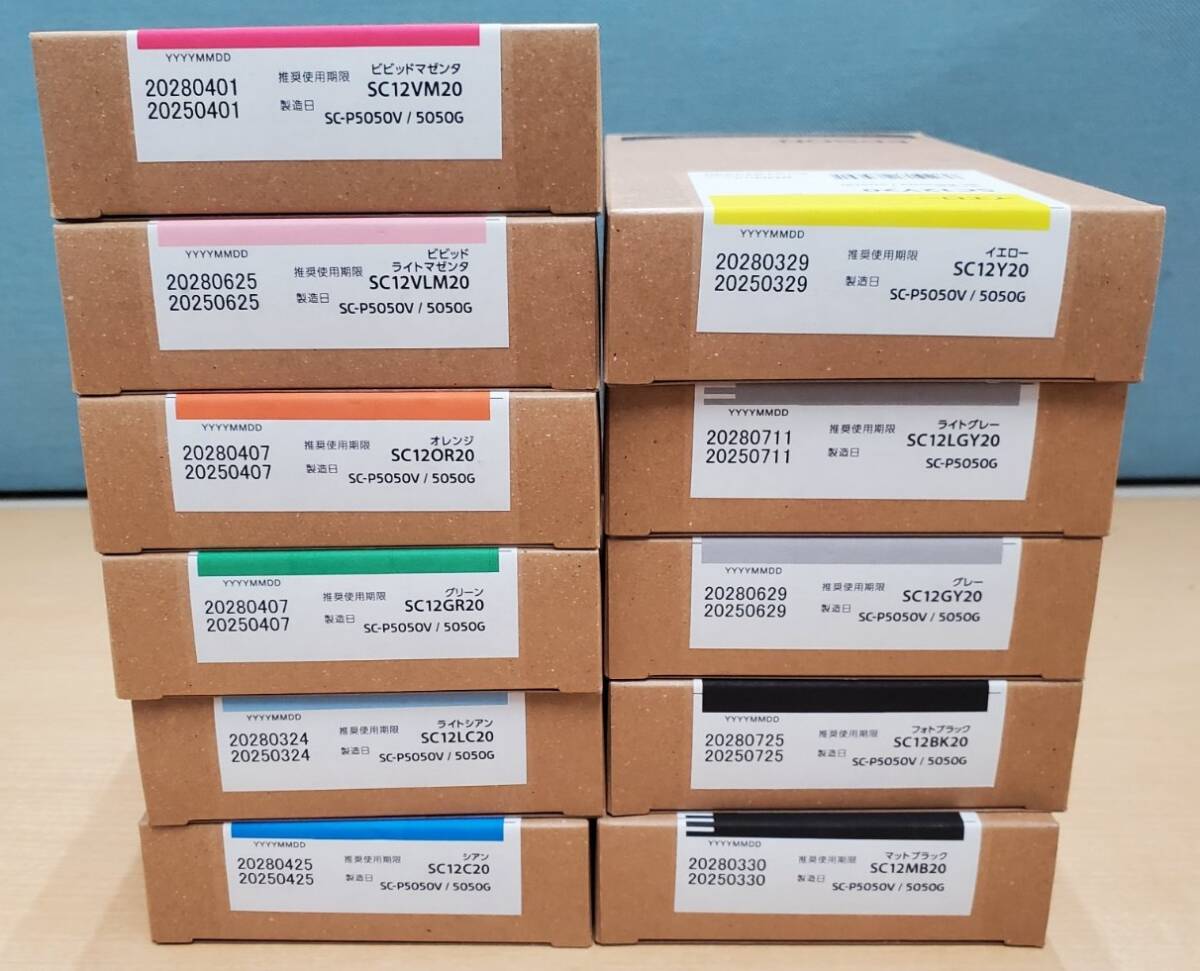 YYYYMMDD
20280401 推奨使用期限 ビビッドマゼンタ
SC12VM20
20250401 製造日
SC-P5050V / 5050G
YYYYMMDD
20280625 推奨使用期限 ビビッド
ライトマゼンタ
SC12VLM20
20250625 製造日
SC-P5050V / 5050G
YYYYMMDD
20280407 推奨使用期限 オレンジ
SC12OR20
20250407 製造日
SC-P5050V / 5050G
YYYYMMDD
20280407 推奨使用期限 グリーン
SC12GR20
20250407 製造日
SC-P5050V / 5050G
YYYYMMDD
20280324 推奨使用期限 ライトシアン
SC12LC20
20250324 製造日
SC-P5050V / 5050G
YYYYMMDD
20280425 推奨使用期限 シアン
SC12C20
20250425 製造日
SC-P5050V / 5050G
EPSON
SC12Y20
YYYYMMDD
20280329 推奨使用期限 イエロー
SC12Y20
20250329 製造日
SC-P5050V / 5050G
YYYYMMDD
20280711 推奨使用期限 ライトグレー
SC12LGY20
20250711 製造日
SC-P5050G
YYYYMMDD
20280629 推奨使用期限 グレー
SC12GY20
20250629 製造日
SC-P5050V / 5050G
YYYYMMDD
20280725 推奨使用期限 フォトブラック
SC12BK20
20250725 製造日
SC-P5050V / 5050G
YYYYMMDD
20280330 推奨使用期限 マットブラック
SC12MB20
20250330 製造日
SC-P5050V / 5050G